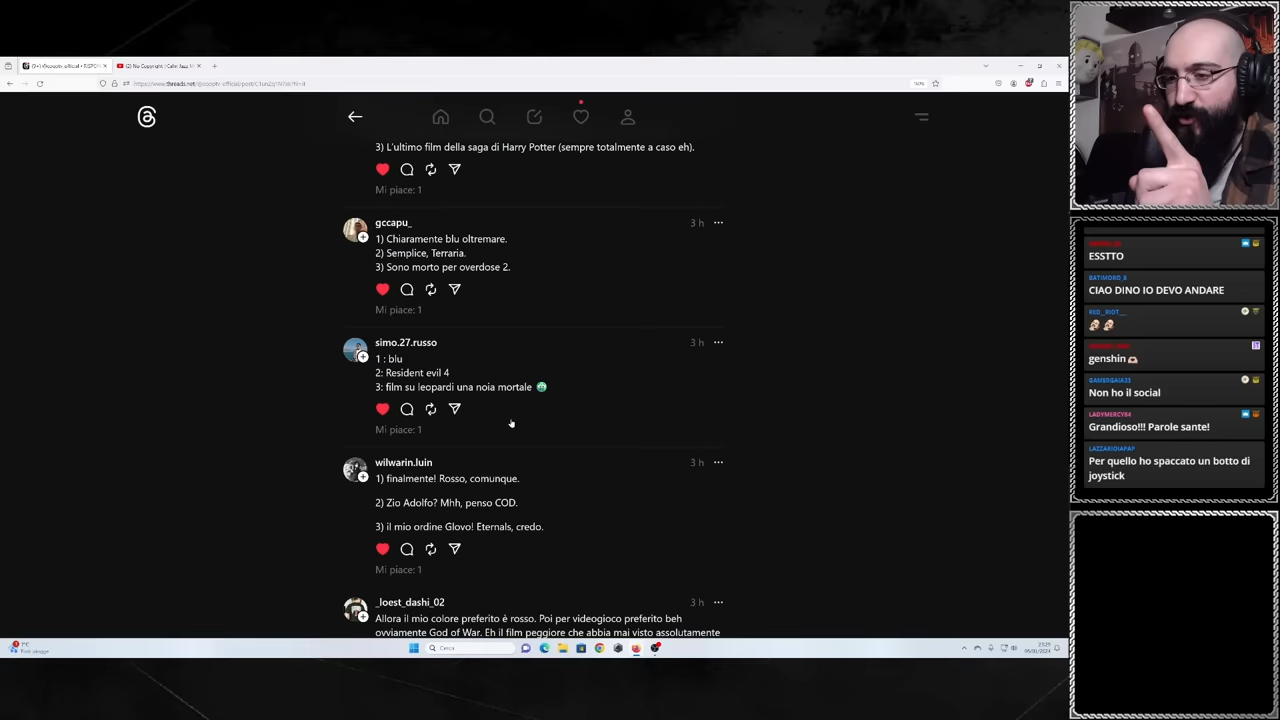 3) L'ultimo film della saga di Harry Potter (sempre totalmente a caso eh).
Mi piace: 1
gccapu_
3 h
1) Chiaramente blu oltremare.
2) Semplice, Terraria.
3) Sono morto per overdose 2.
Mi piace: 1
simo.27.russo
3 h
1 : blu
2: Resident evil 4
3: film su leopardi una noia mortale
Mi piace: 1
wilwarin.luin
3 h
1) finalmente! Rosso, comunque.
2) Zio Adolfo? Mhh, penso COD.
3) il mio ordine Glovo! Eternals, credo.
Mi piace: 1
_loest_dashi_02
3 h
Allora il mio colore preferito è rosso. Poi per videogioco preferito beh
ovviamente God of War. Eh il film peggiore che abbia mai visto assolutamente
Cerca
ESSTTO
BATIMORD_8
CIAO DINO IO DEVO ANDARE
RED_RIOT__
genshin
GAMERGAIA33
Non ho il social
LADYMERCY84
Grandioso!!! Parole sante!
LAZZARIOIAPAP
Per quello ho spaccato un botto di
joystick